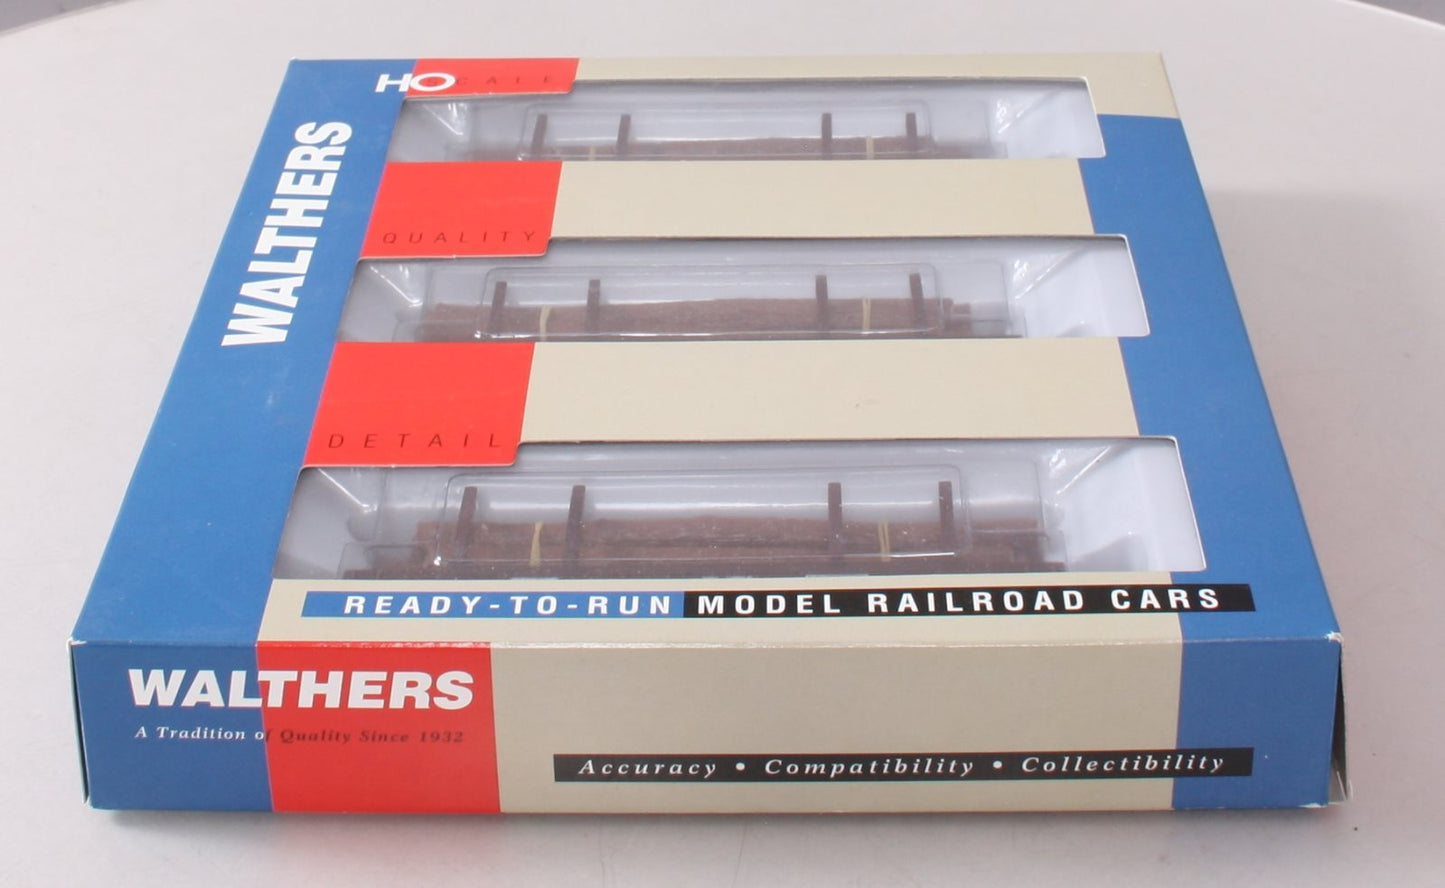 HO SCALE
WALTHERS
QUALITY
DETAIL
READY-TO-RUN MODEL RAILROAD CARS
WALTHERS
A Tradition of Quality Since 1932
Accuracy • Compatibility • Collectibility